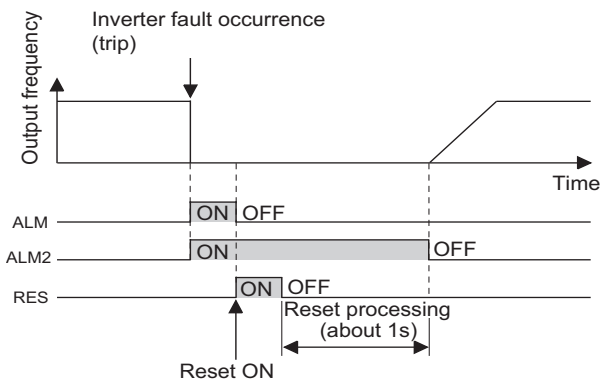 Inverter fault occurrence
(trip)
Output frequency
Time
ALM
ON
OFF
ALM2
ON
OFF
RES
ON
OFF
Reset processing
(about 1s)
Reset ON